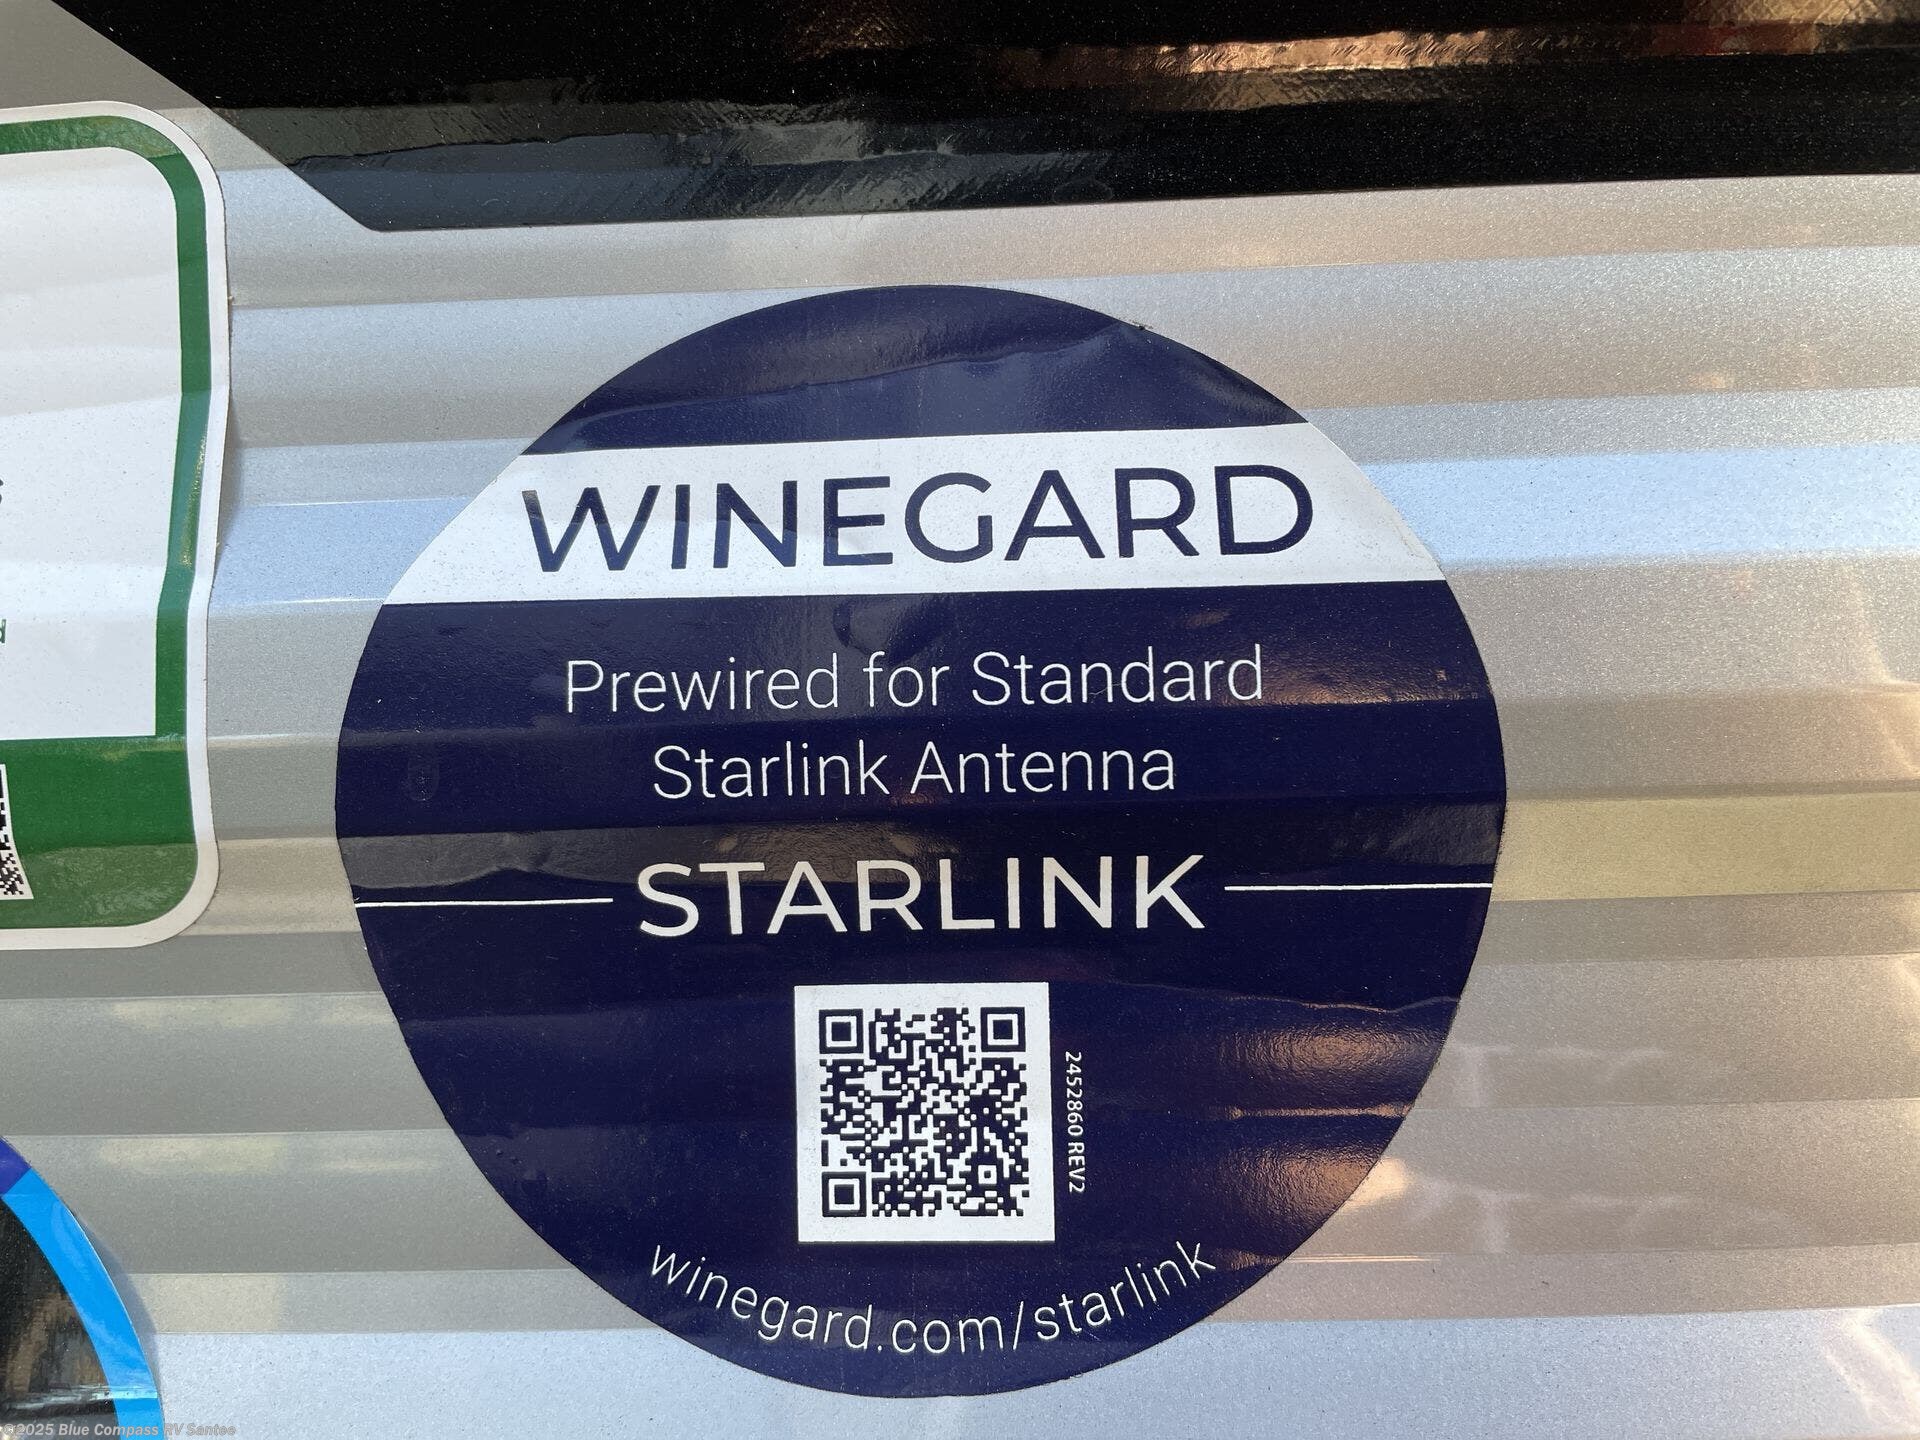 WINEGARD
Prewired for Standard
Starlink Antenna
STARLINK
2452860 REV2
winegard.com/starlink
©2025 Blue Compass RV Santee